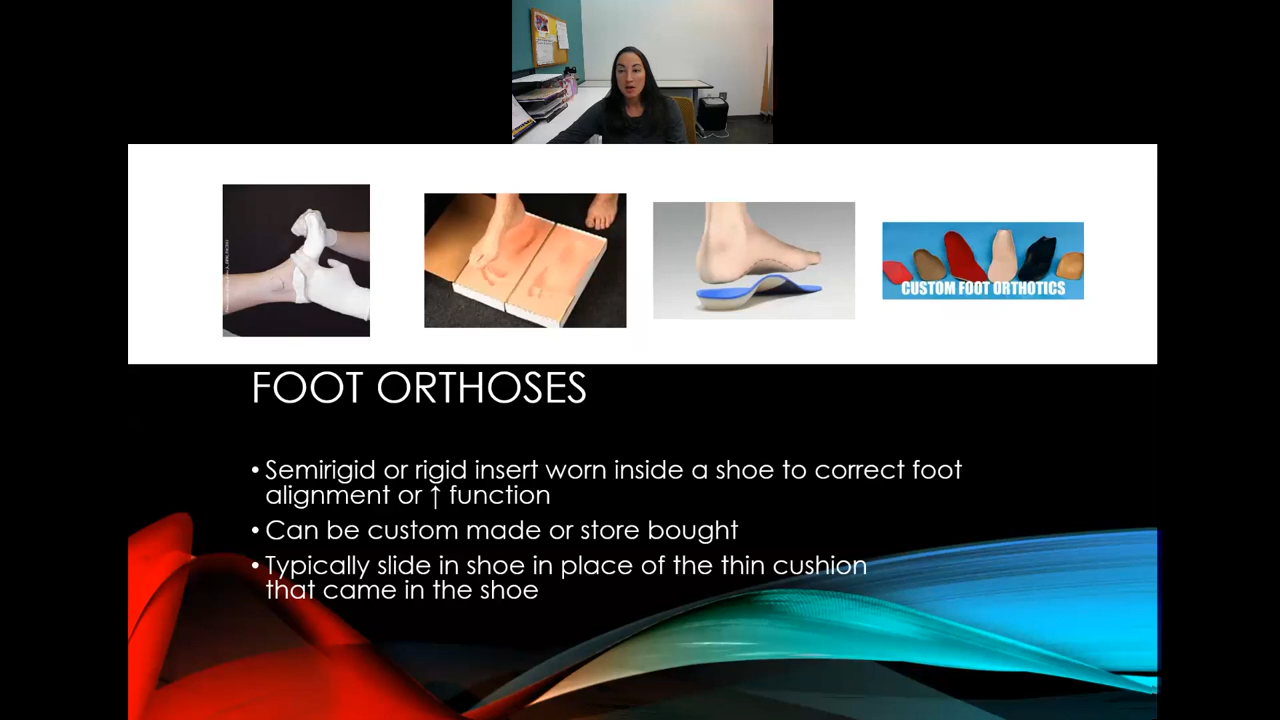 CUSTOM FOOT ORTHOTICS
FOOT ORTHOSES
• Semirigid or rigid insert worn inside a shoe to correct foot
alignment or ↑ function
• Can be custom made or store bought
• Typically slide in shoe in place of the thin cushion
that came in the shoe